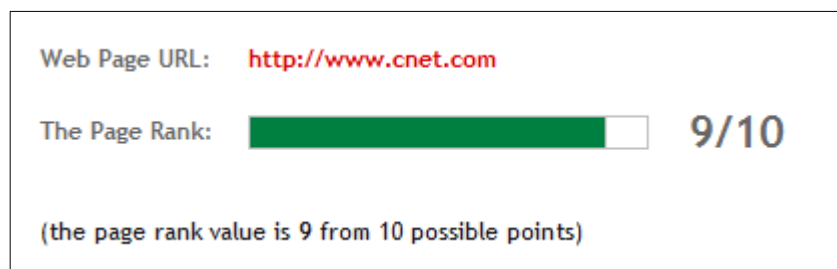 Web Page URL: http://www.cnet.com
The Page Rank: 9/10
(the page rank value is 9 from 10 possible points)